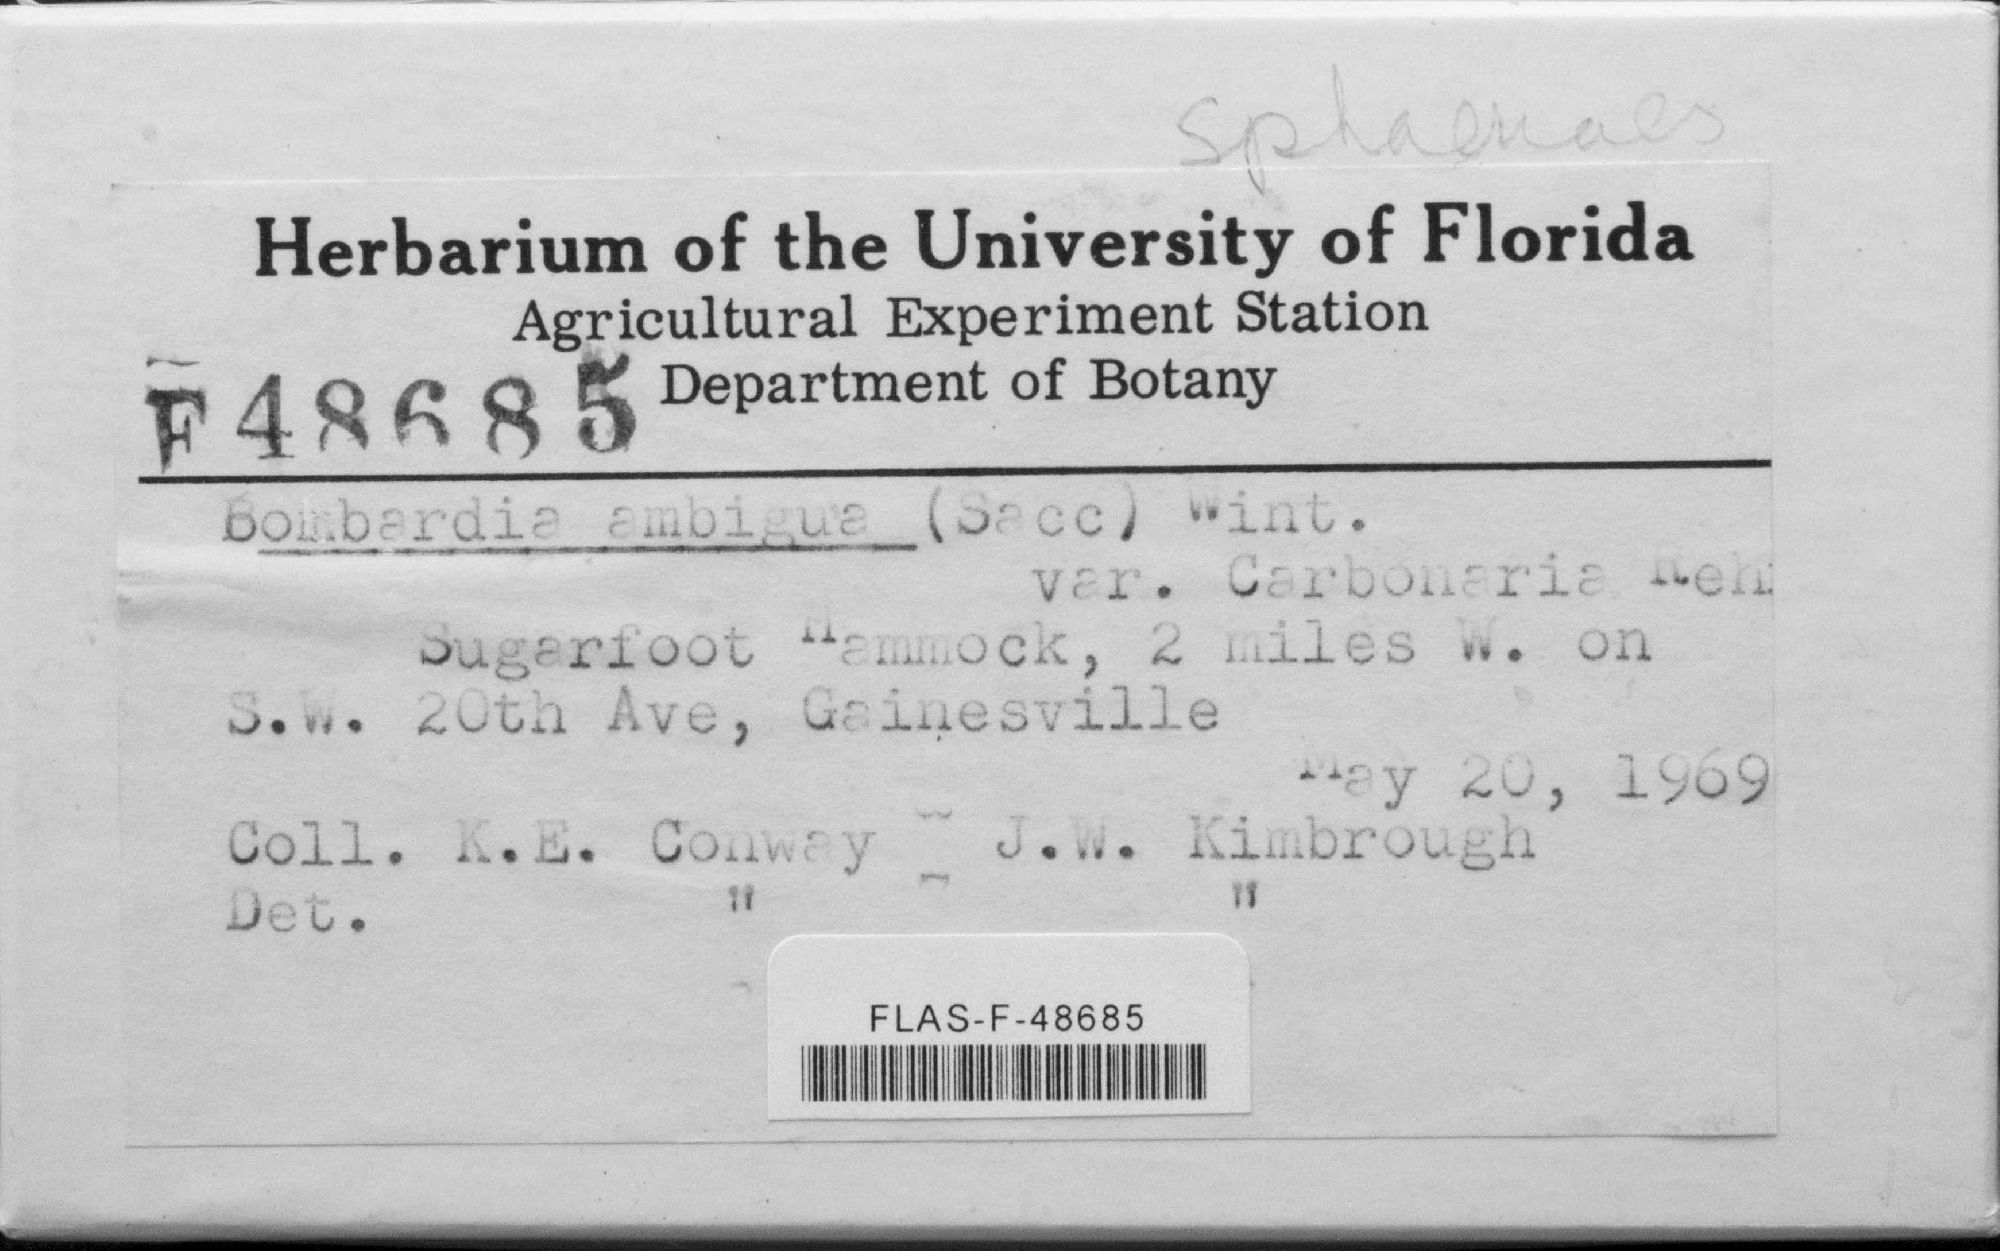 Sphaeriales
Herbarium of the University of Florida
Agricultural Experiment Station
Department of Botany
F48685
Bombardia ambigua (Sacc) Wint.
var. Carbonaria Reh
Sugarfoot Hammock, 2 miles W. on
S.W. 20th Ave, Gainesville
May 20, 1969
Coll. K.E. Conway - J.W. Kimbrough
Det. " "
FLAS-F-48685